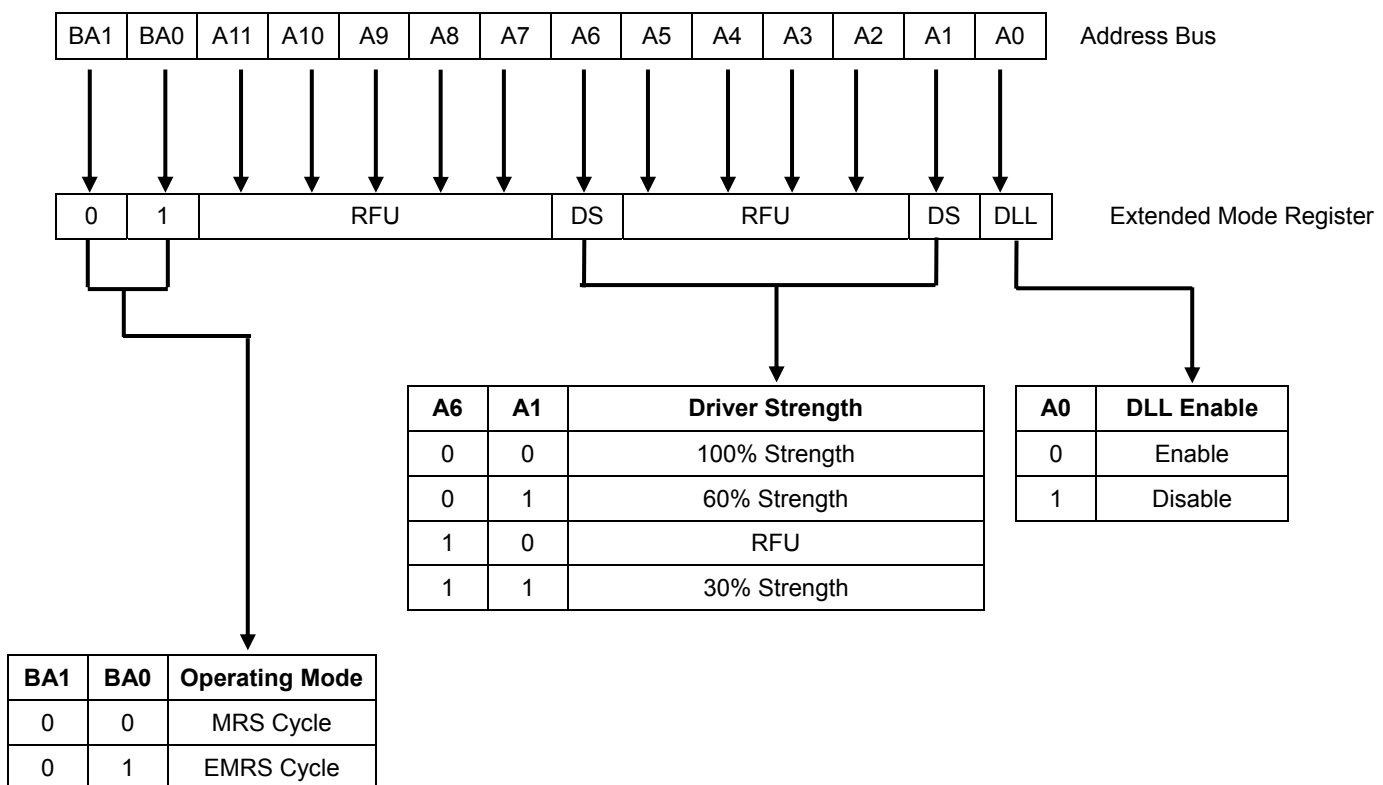 BA1 BA0 A11 A10 A9 A8 A7 A6 A5 A4 A3 A2 A1 A0 Address Bus
0 1 RFU DS RFU DS DLL Extended Mode Register
A6 A1 Driver Strength
0 0 100% Strength
0 1 60% Strength
1 0 RFU
1 1 30% Strength
A0 DLL Enable
0 Enable
1 Disable
BA1 BA0 Operating Mode
0 0 MRS Cycle
0 1 EMRS Cycle